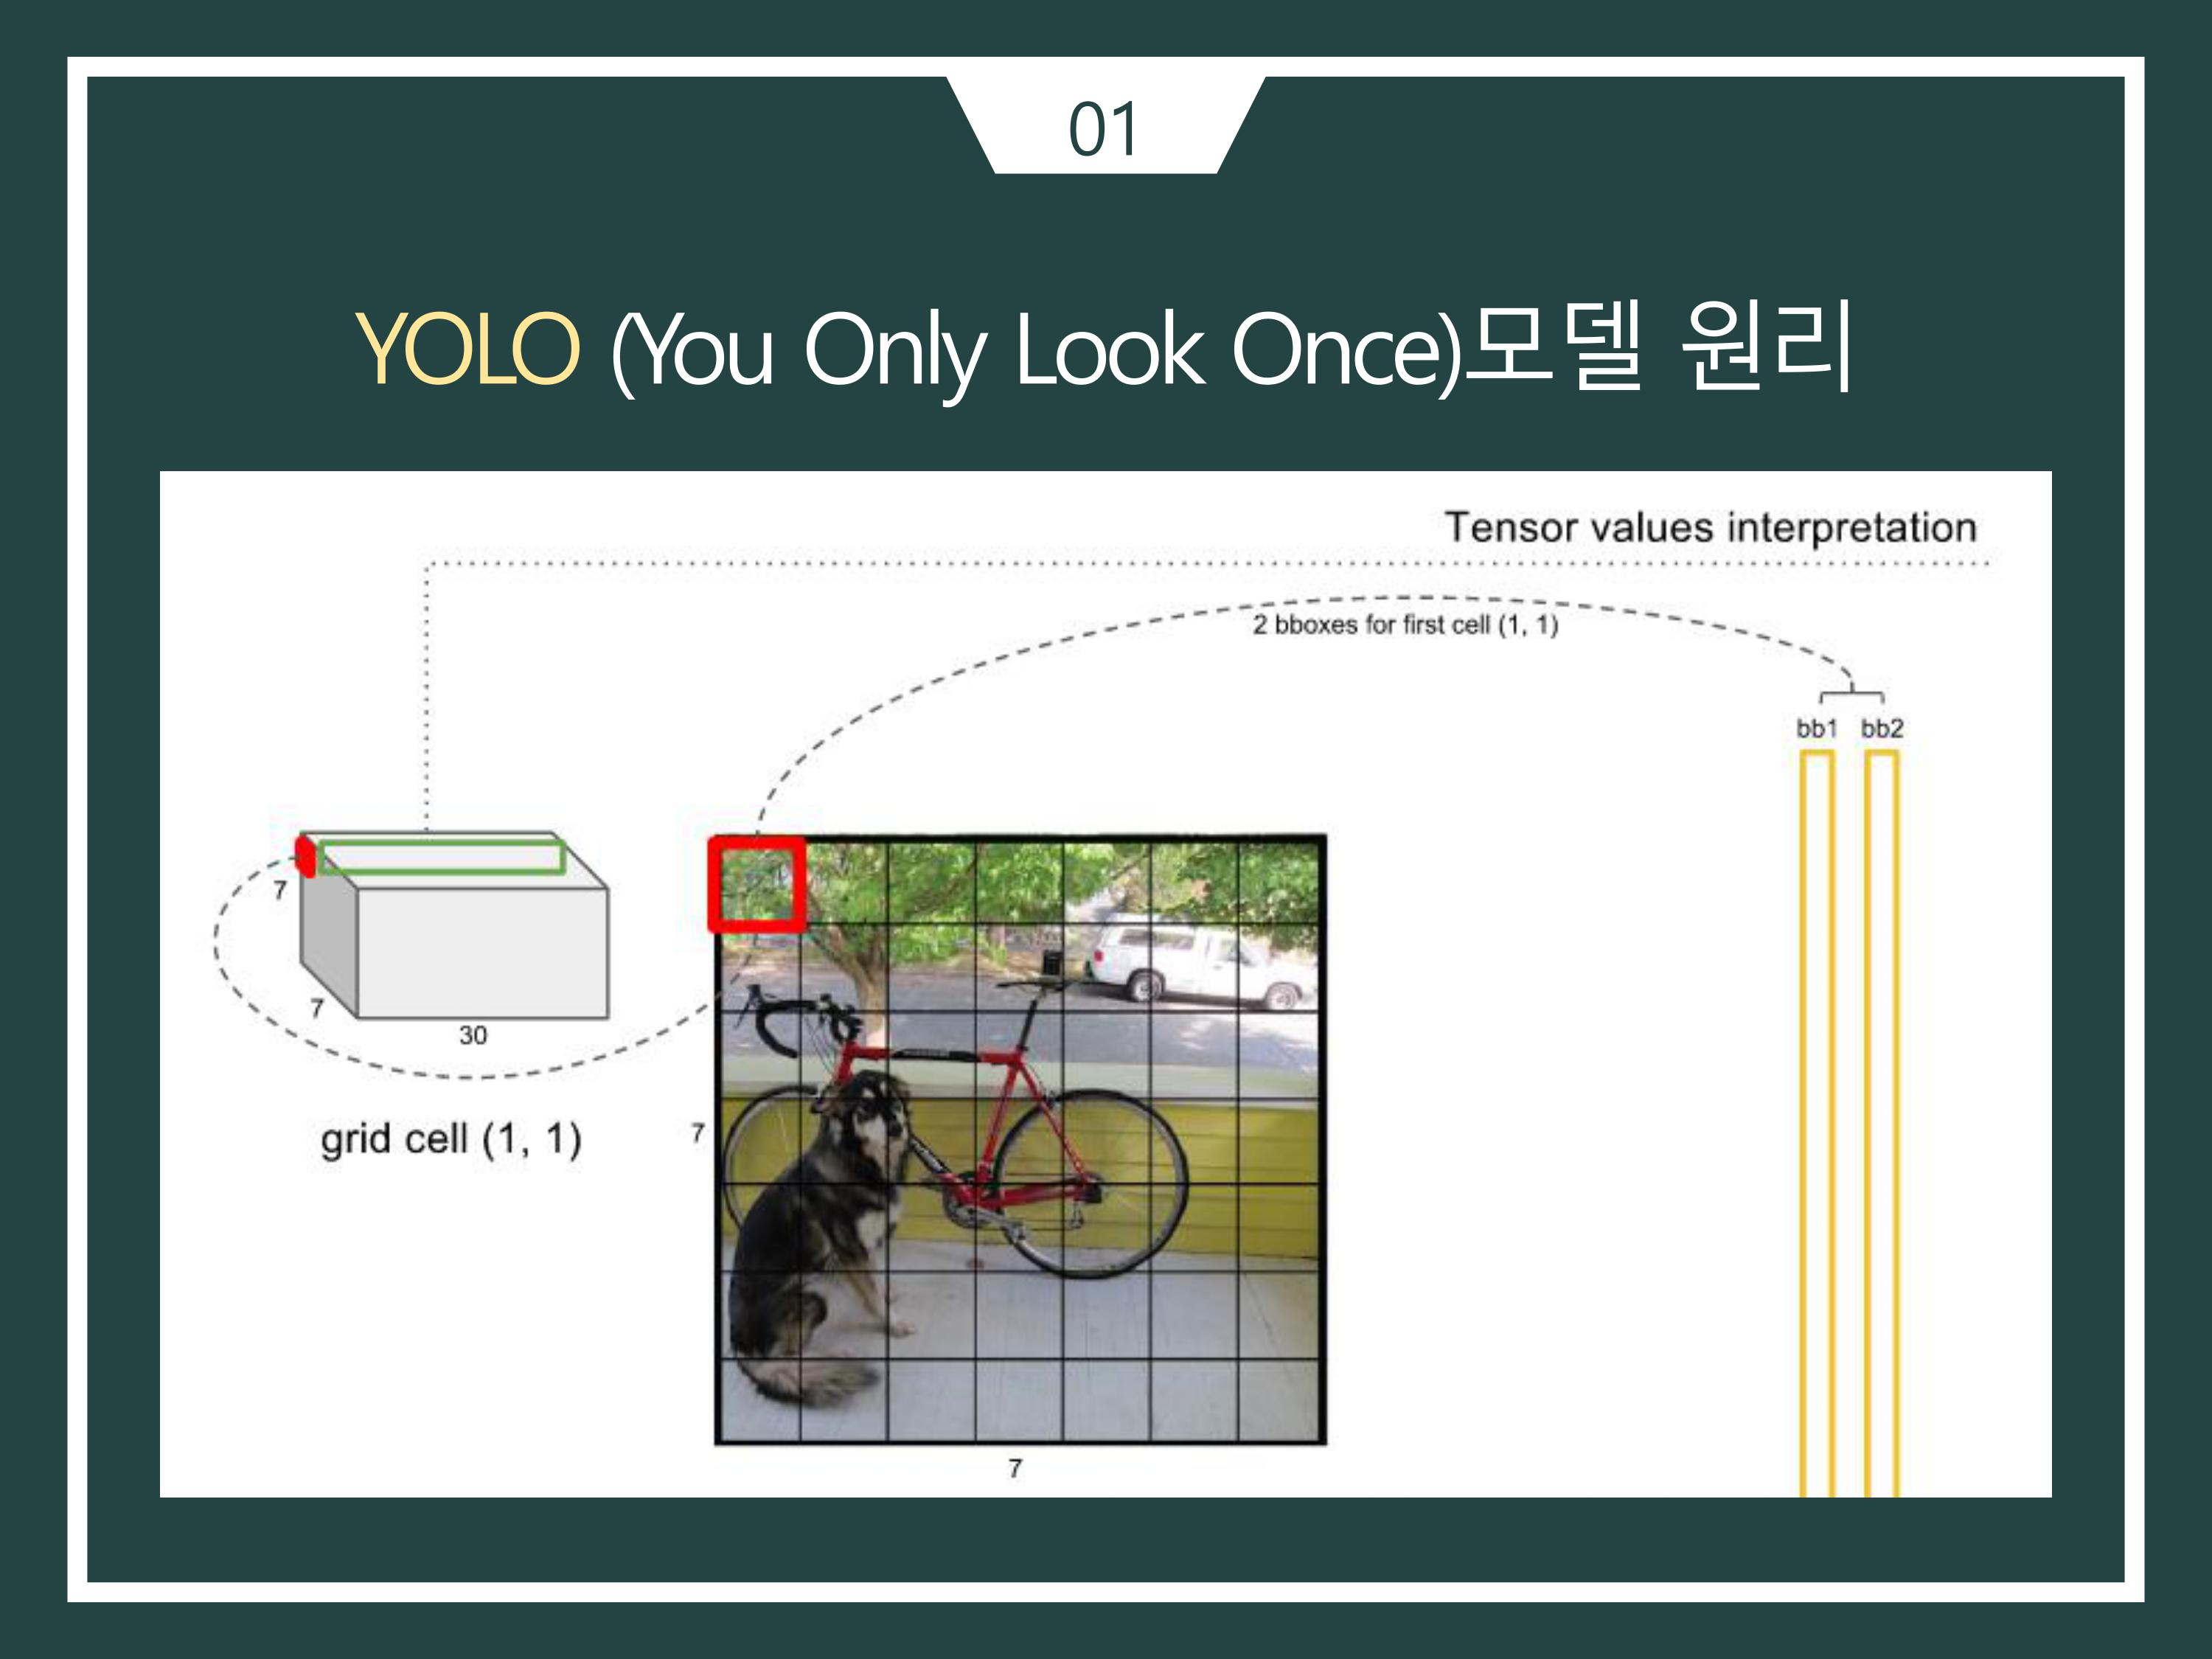 01
YOLO (You Only Look Once)모델 원리
Tensor values interpretation
2 bboxes for first cell (1, 1)
bb1 bb2
7
7
30
grid cell (1, 1)
7
7